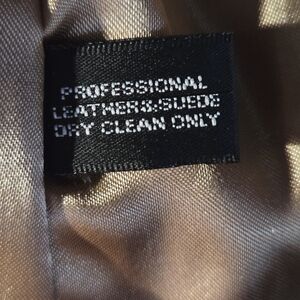 PROFESSIONAL
LEATHER&SUEDE
DRY CLEAN ONLY